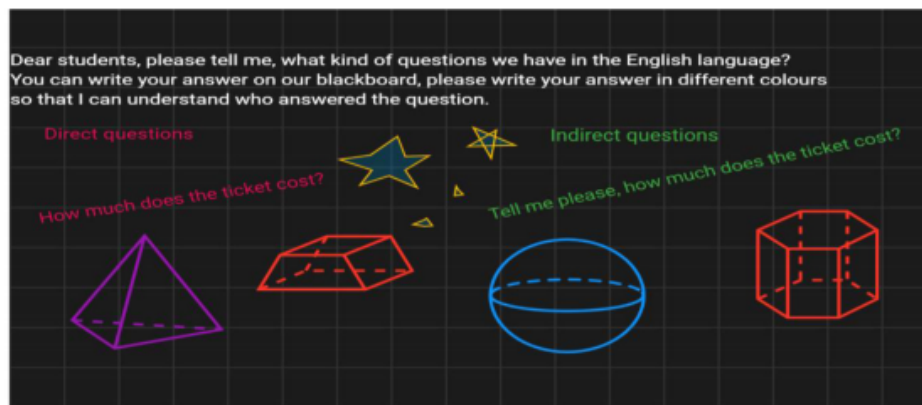 Dear students, please tell me, what kind of questions we have in the English language?
You can write your answer on our blackboard, please write your answer in different colours
so that I can understand who answered the question.
Direct questions
Indirect questions
How much does the ticket cost?
Tell me please, how much does the ticket cost?